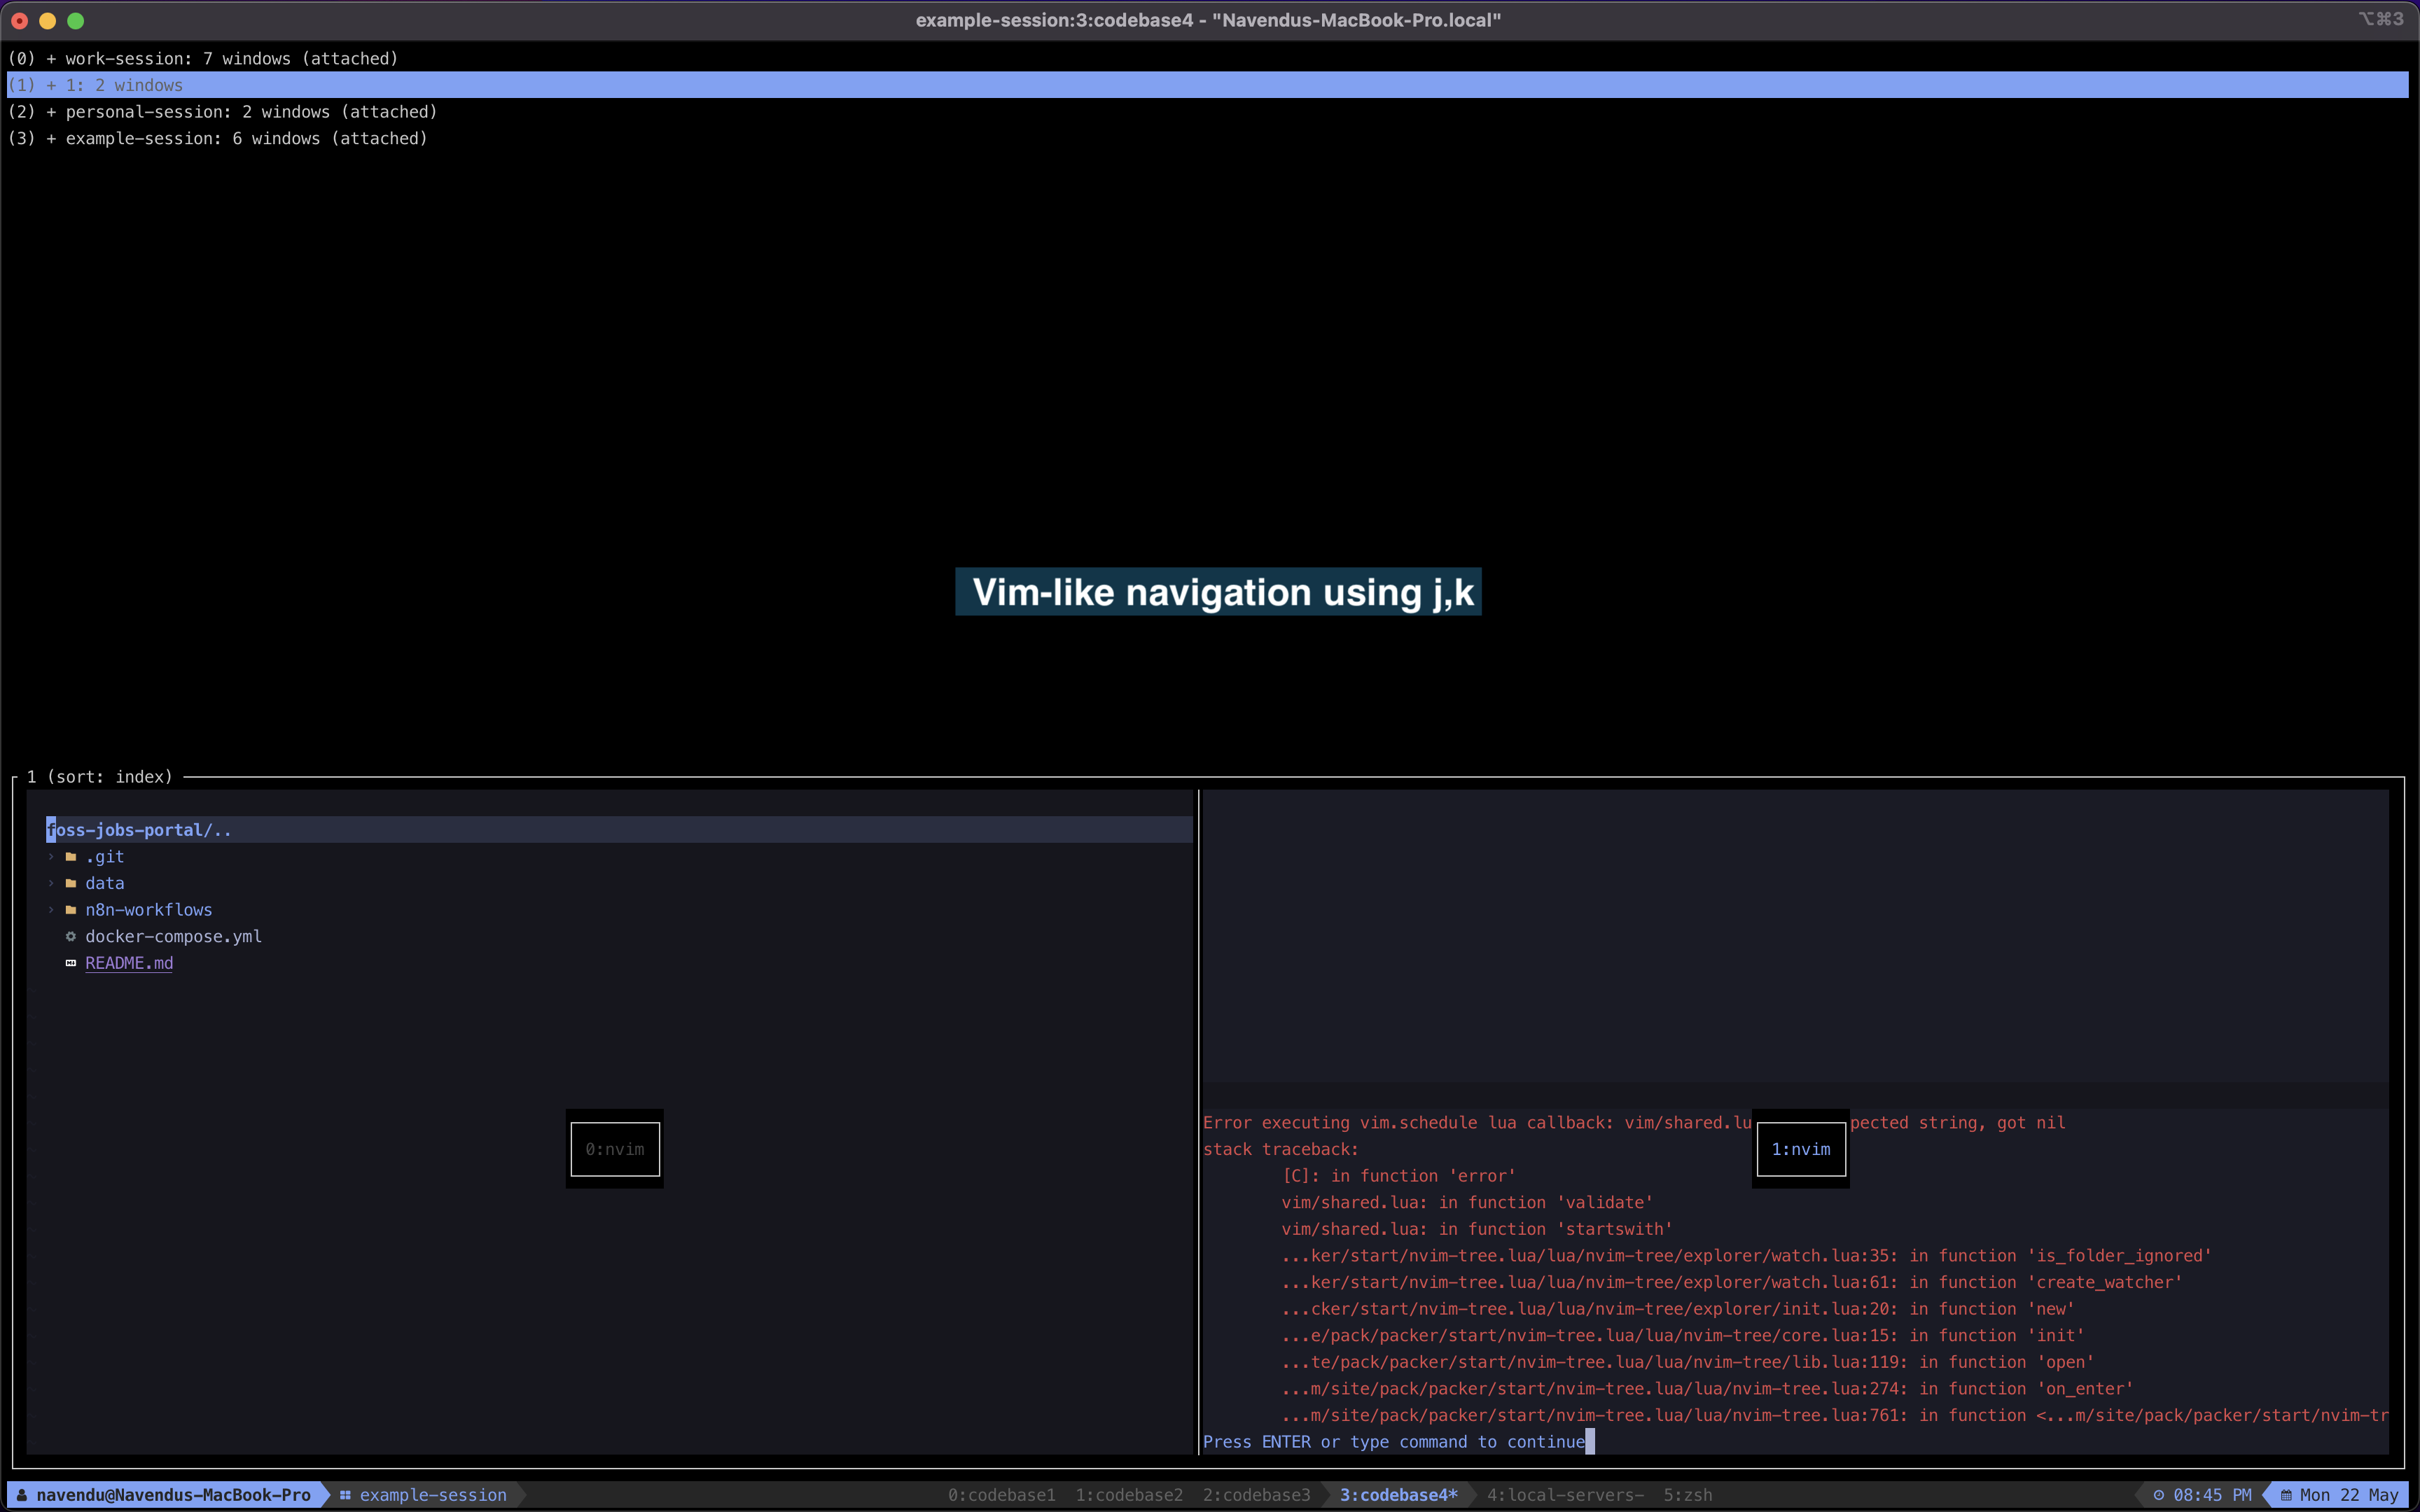 example-session:3:codebase4 - "Navendus-MacBook-Pro.local"
⌥⌘3
(0) + work-session: 7 windows (attached)
(1) + 1: 2 windows
(2) + personal-session: 2 windows (attached)
(3) + example-session: 6 windows (attached)
Vim-like navigation using j,k
1 (sort: index)
foss-jobs-portal/..
.git
data
n8n-workflows
docker-compose.yml
README.md
0:nvim
Error executing vim.schedule lua callback: vim/shared.lu pected string, got nil
stack traceback:
1:nvim
[C]: in function 'error'
vim/shared.lua: in function 'validate'
vim/shared.lua: in function 'startswith'
...ker/start/nvim-tree.lua/lua/nvim-tree/explorer/watch.lua:35: in function 'is_folder_ignored'
...ker/start/nvim-tree.lua/lua/nvim-tree/explorer/watch.lua:61: in function 'create_watcher'
...cker/start/nvim-tree.lua/lua/nvim-tree/explorer/init.lua:20: in function 'new'
...e/pack/packer/start/nvim-tree.lua/lua/nvim-tree/core.lua:15: in function 'init'
...te/pack/packer/start/nvim-tree.lua/lua/nvim-tree/lib.lua:119: in function 'open'
...m/site/pack/packer/start/nvim-tree.lua/lua/nvim-tree.lua:274: in function 'on_enter'
...m/site/pack/packer/start/nvim-tree.lua/lua/nvim-tree.lua:761: in function <...m/site/pack/packer/start/nvim-tr
Press ENTER or type command to continue
navendu@Navendus-MacBook-Pro example-session 0:codebase1 1:codebase2 2:codebase3 3:codebase4* 4:local-servers- 5:zsh 08:45 PM Mon 22 May